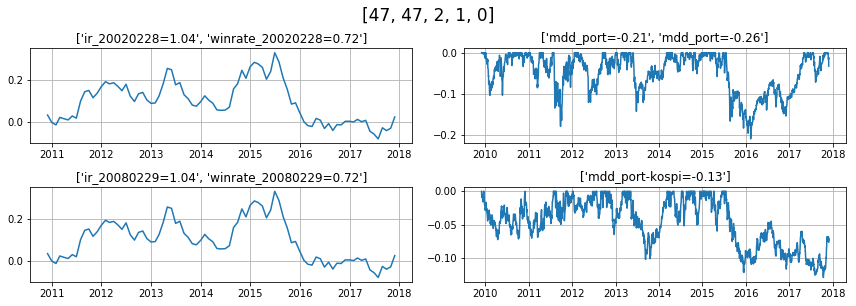 [47, 47, 2, 1, 0]
['ir_20020228=1.04', 'winrate_20020228=0.72']
0.2
0.0
2011 2012 2013 2014 2015 2016 2017 2018
['mdd_port=-0.21', 'mdd_port=-0.26']
0.0
−0.1
−0.2
2010 2011 2012 2013 2014 2015 2016 2017 2018
['ir_20080229=1.04', 'winrate_20080229=0.72']
0.2
0.0
2011 2012 2013 2014 2015 2016 2017 2018
['mdd_port-kospi=-0.13']
0.00
−0.05
−0.10
2010 2011 2012 2013 2014 2015 2016 2017 2018